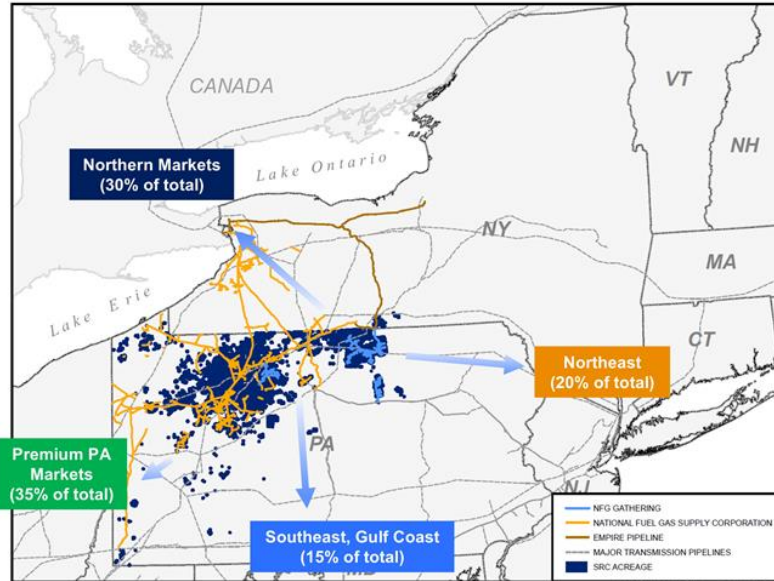 CANADA
VT
NH
Northern Markets
(30% of total)
Lake Ontario
NY
MA
Lake Erie
CT
Northeast
(20% of total)
PA
Premium PA
Markets
(35% of total)
NJ
Southeast, Gulf Coast
(15% of total)
MD
NFG GATHERING
NATIONAL FUEL GAS SUPPLY CORPORATION
EMPIRE PIPELINE
MAJOR TRANSMISSION PIPELINES
SRC ACREAGE